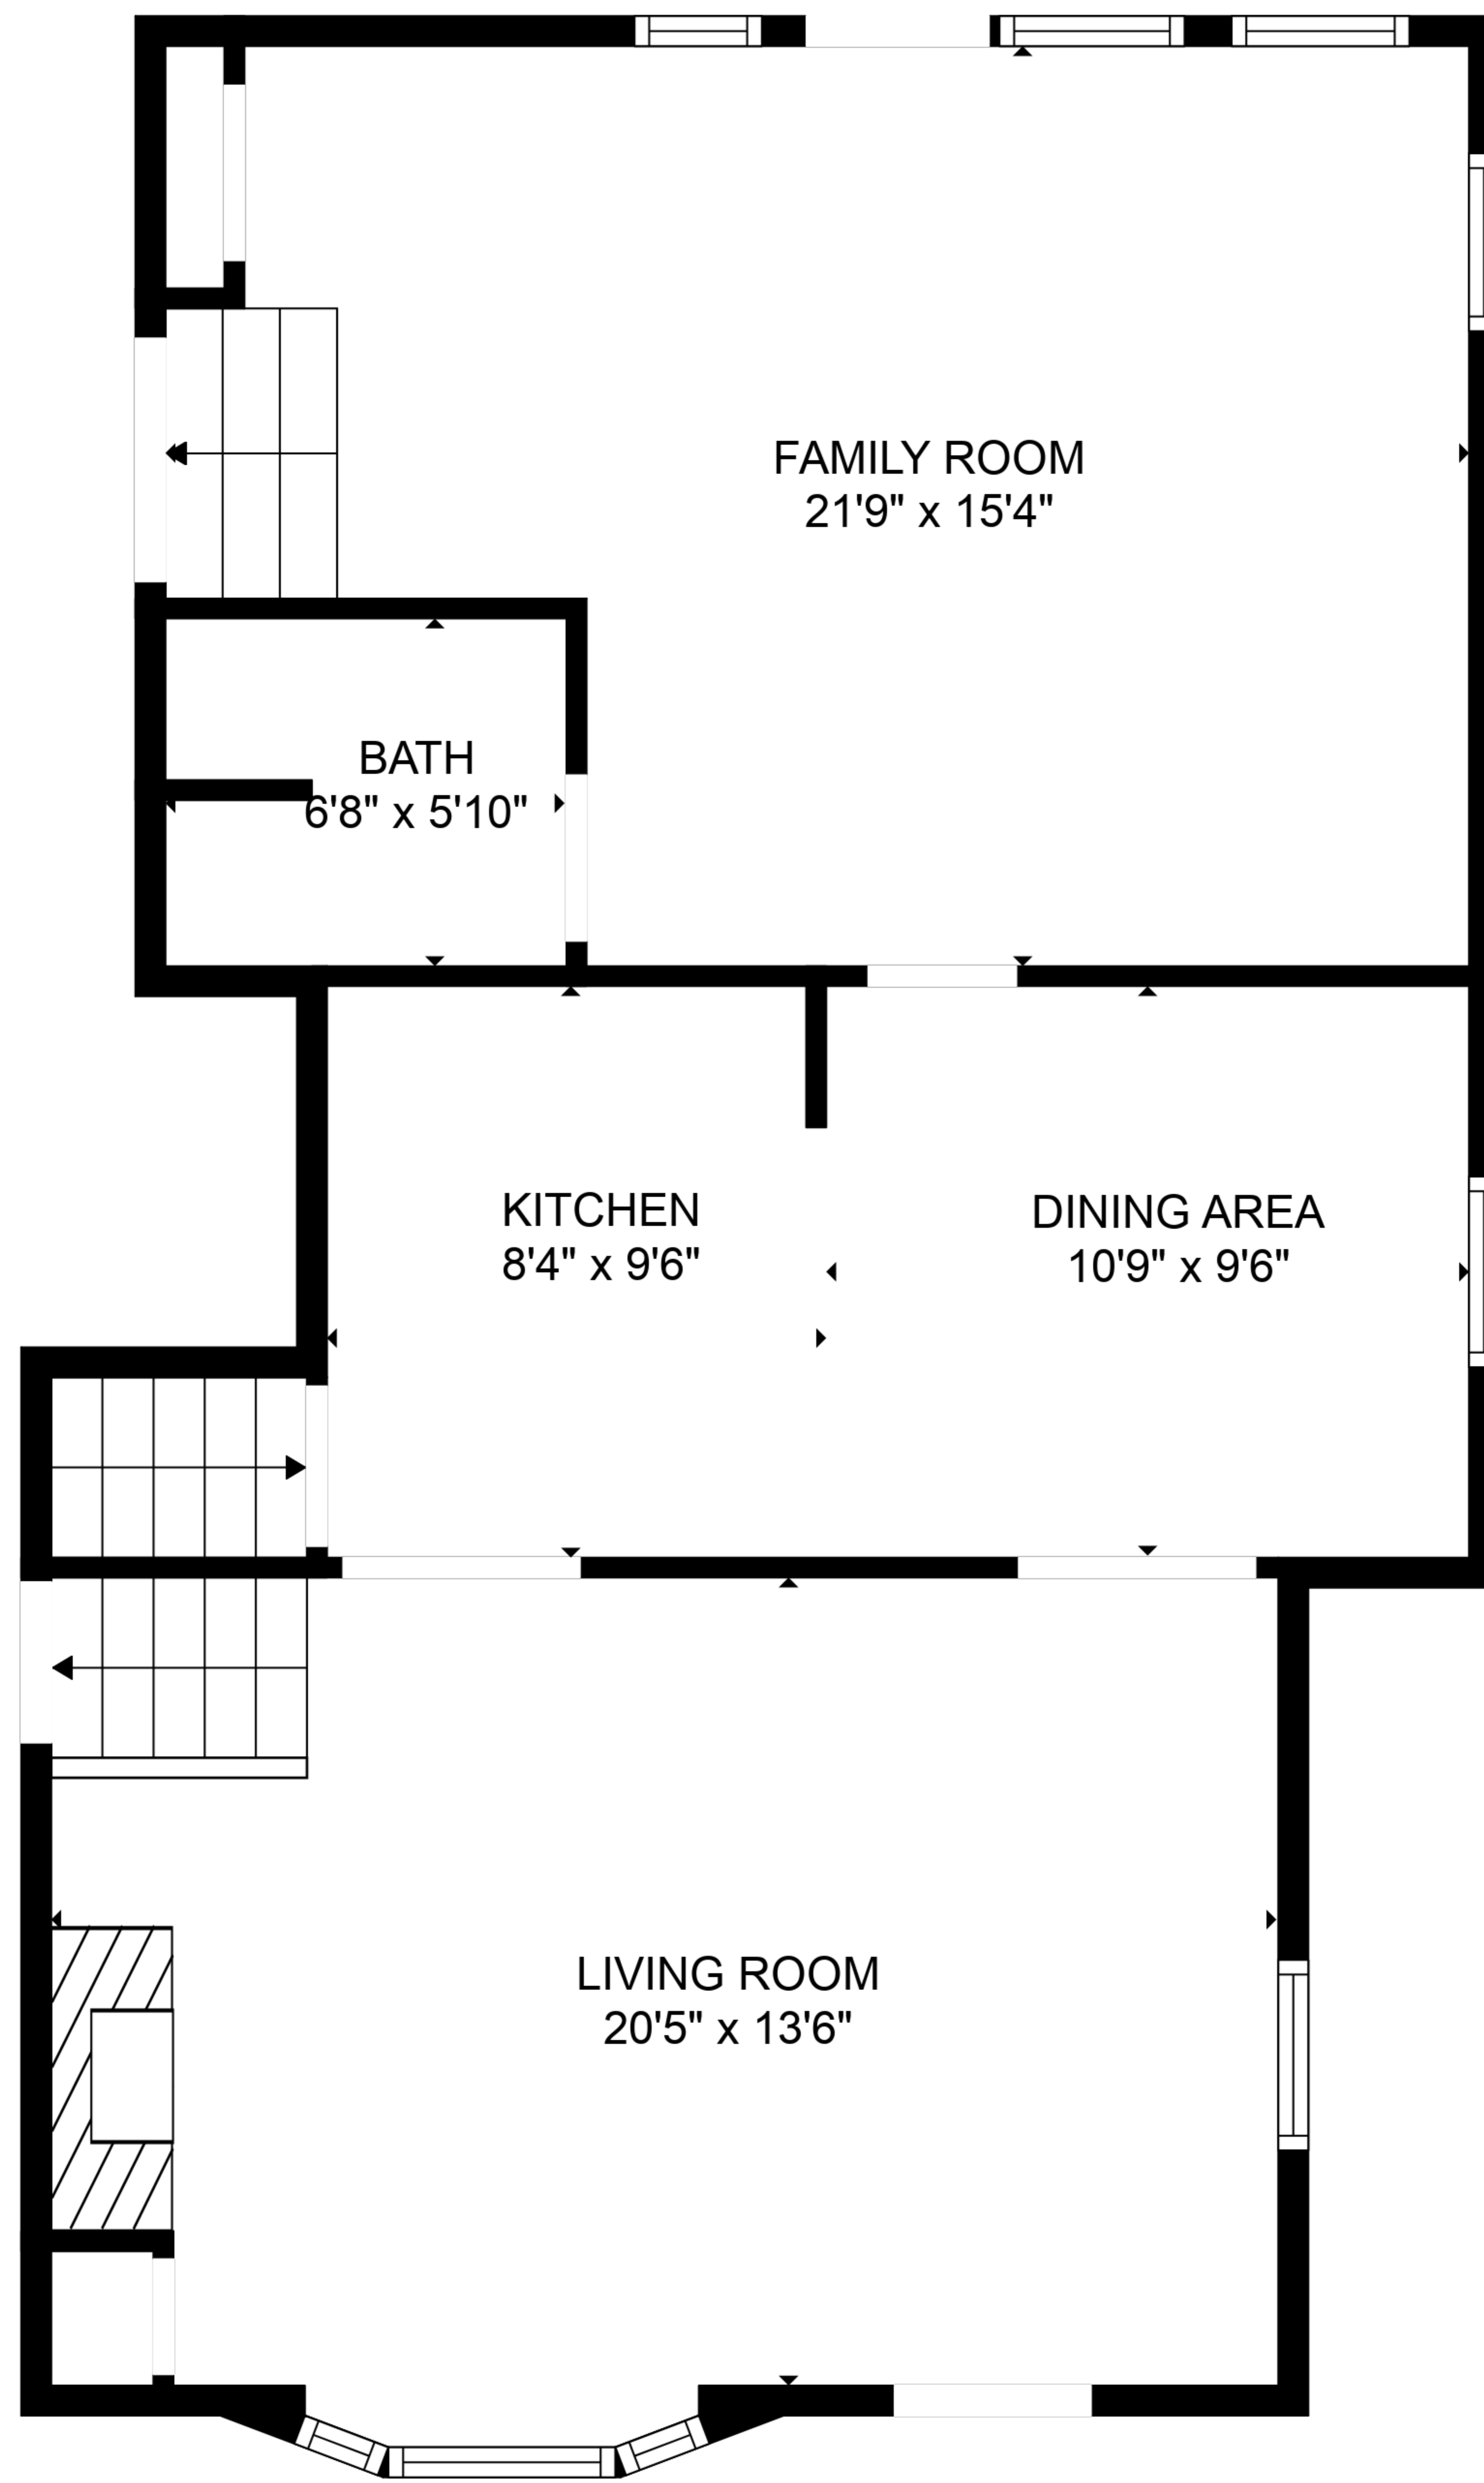 FAMILY ROOM
21'9" x 15'4"
BATH
6'8" x 5'10"
KITCHEN
8'4" x 9'6"
DINING AREA
10'9" x 9'6"
LIVING ROOM
20'5" x 13'6"